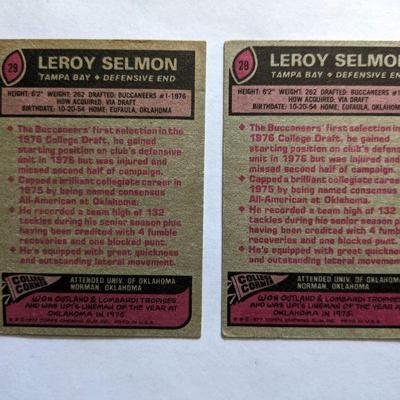 29
LEROY SELMON
TAMPA BAY ◆ DEFENSIVE END
HEIGHT: 6'2" WEIGHT: 262 DRAFTED: BUCCANEERS #1-1976
HOW ACQUIRED: VIA DRAFT
BIRTHDATE: 10-20-54 HOME: EUFAULA, OKLAHOMA
The Buccaneers' first selection in the
1976 College Draft, he gained
starting position on club's defensive
unit in 1976 but was injured and
missed second half of campaign.
Capped a brilliant collegiate career in
1975 by being named consensus
All-American at Oklahoma.
He recorded a team high of 132
tackles during his senior season plus
having been credited with 4 fumble
recoveries and one blocked punt.
He's equipped with great quickness
and outstanding lateral movement.
COLLEGE CORNER
ATTENDED UNIV. OF OKLAHOMA
NORMAN, OKLAHOMA
WON OUTLAND & LOMBARDI TROPHIES
AND WAS UPI'S LINEMAN OF THE YEAR AT
OKLAHOMA IN 1975.
29
LEROY SELMON
TAMPA BAY ◆ DEFENSIVE END
HEIGHT: 6'2" WEIGHT: 262 DRAFTED: BUCCANEERS #1
HOW ACQUIRED: VIA DRAFT
BIRTHDATE: 10-20-54 HOME: EUFAULA, OKLAHOMA
The Buccaneers' first selection in
1976 College Draft, he gained
starting position on club's defensi
unit in 1976 but was injured and
missed second half of campaign.
Capped a brilliant collegiate caree
1975 by being named consensus
All-American at Oklahoma.
He recorded a team high of 132
tackles during his senior season
having been credited with 4 fumb
recoveries and one blocked punt.
He's equipped with great quickne
and outstanding lateral movement
COLLEGE CORNER
ATTENDED UNIV. OF OKLAHOMA
NORMAN, OKLAHOMA
WON OUTLAND & LOMBARDI TROPHIES
AND WAS UPI'S LINEMAN OF THE YEAR
OKLAHOMA IN 1975.